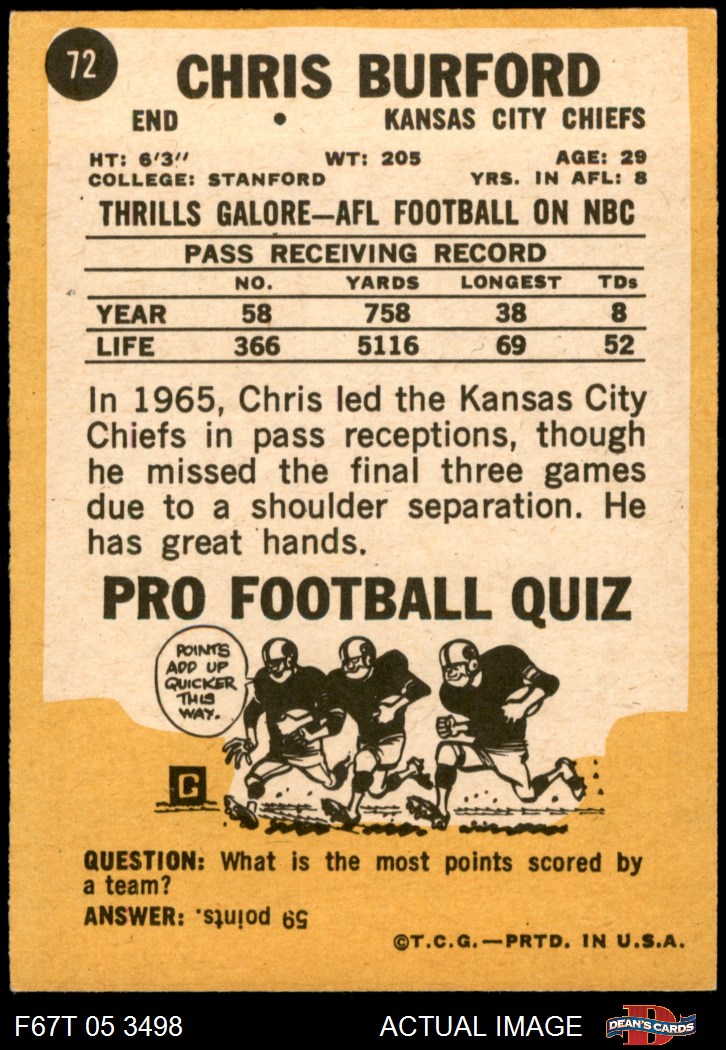 72
CHRIS BURFORD
END • KANSAS CITY CHIEFS
HT: 6'3" WT: 205 AGE: 29
COLLEGE: STANFORD YRS. IN AFL: 8
THRILLS GALORE—AFL FOOTBALL ON NBC
PASS RECEIVING RECORD
NO. YARDS LONGEST TDs
YEAR 58 758 38 8
LIFE 366 5116 69 52
In 1965, Chris led the Kansas City
Chiefs in pass receptions, though
he missed the final three games
due to a shoulder separation. He
has great hands.
PRO FOOTBALL QUIZ
POINTS
ADD UP
QUICKER
THIS
WAY.
G
QUESTION: What is the most points scored by
a team?
ANSWER: 59 points.
©T.C.G.—PRTD. IN U.S.A.
F67T 05 3498 ACTUAL IMAGE D DEAN'S CARDS